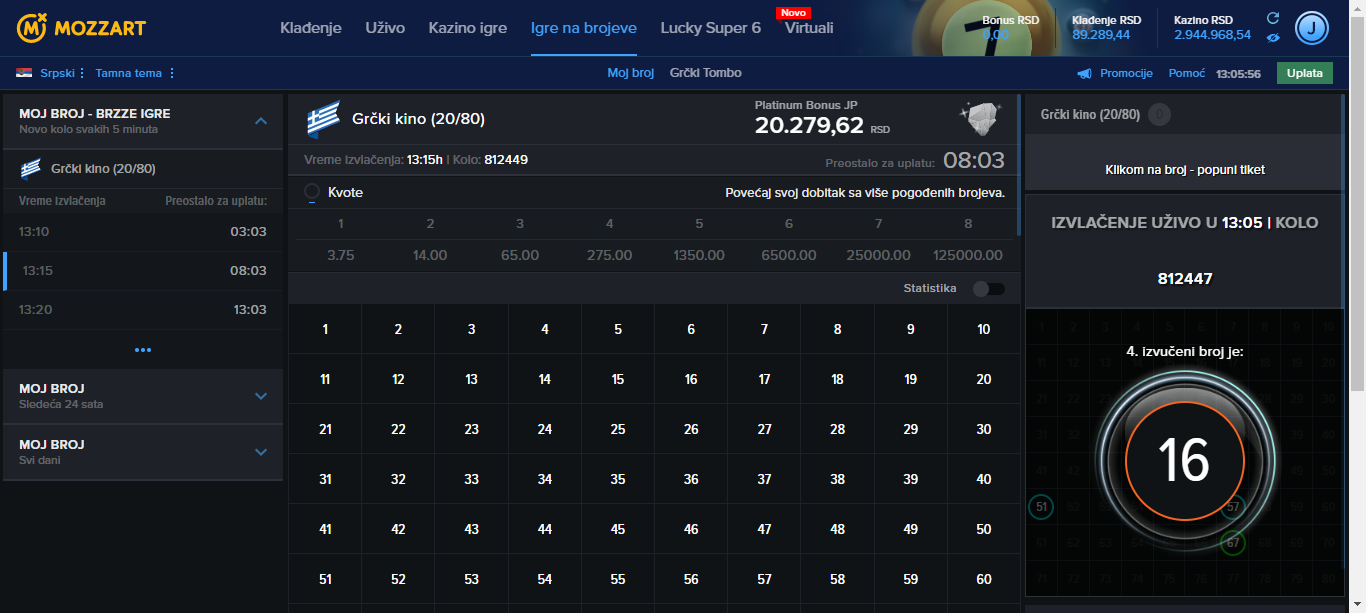 MOZZART
Klađenje Uživo Kazino igre Igre na brojeve Lucky Super 6 Novo Virtuali
Bonus RSD Klađenje RSD Kazino RSD
0,00 89.289,44 2.944.968,54 J
Srpski Tamna tema Moj broj Grčki Tombo Promocije Pomoć 13:05:56 Uplata
MOJ BROJ - BRZZE IGRE
Novo kolo svakih 5 minuta
Grčki kino (20/80)
Vreme izvlačenja Preostalo za uplatu:
13:10 03:03
13:15 08:03
13:20 13:03
MOJ BROJ
Sledeća 24 sata
MOJ BROJ
Svi dani
Grčki kino (20/80)
Platinum Bonus JP
20.279,62 RSD
Vreme izvlačenja: 13:15h | Kolo: 812449
Preostalo za uplatu: 08:03
Kvote Povećaj svoj dobitak sa više pogođenih brojeva.
1 2 3 4 5 6 7 8
3.75 14.00 65.00 275.00 1350.00 6500.00 25000.00 125000.00
Statistika
1 2 3 4 5 6 7 8 9 10
11 12 13 14 15 16 17 18 19 20
21 22 23 24 25 26 27 28 29 30
31 32 33 34 35 36 37 38 39 40
41 42 43 44 45 46 47 48 49 50
51 52 53 54 55 56 57 58 59 60
Grčki kino (20/80) 0
Klikom na broj - popuni tiket
IZVLAČENJE UŽIVO U 13:05 | KOLO
812447
4. izvučeni broj je:
16
51 57
67